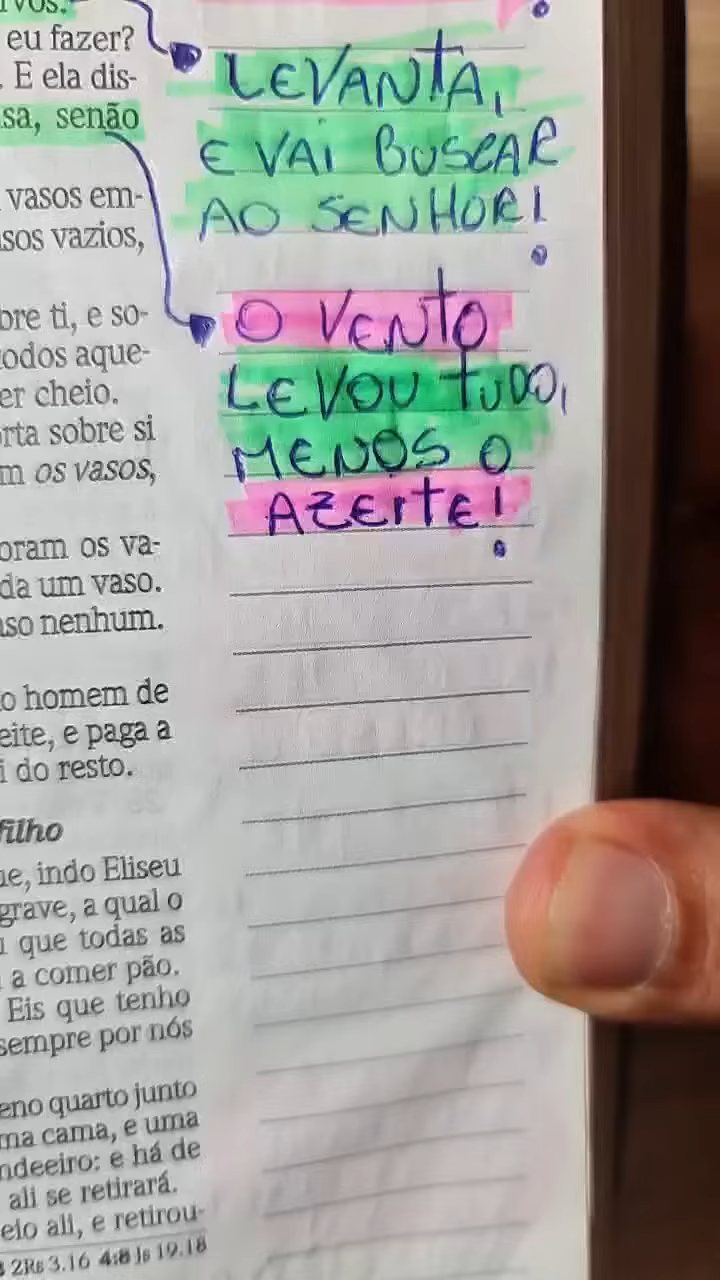 eu fazer?
. E ela dis-
sa, senão
vasos em-
sos vazios,
bre ti, e so-
todos aque-
er cheio.
rta sobre si
m os vasos,
oram os va-
da um vaso.
aso nenhum.
o homem de
eite, e paga a
i do resto.
filho
ue, indo Eliseu
grave, a qual o
que todas as
a comer pão.
Eis que tenho
sempre por nós
eno quarto junto
ma cama, e uma
ndeeiro: e há de
ali se retirará.
eio ali, e retirou-
2Rs 3.16 4:8 Js 19.18
LEVANTA,
E VAI BUSCAR
AO SENHOR!
O VENTO
LEVOU TUDO,
MENOS O
AZEITE!